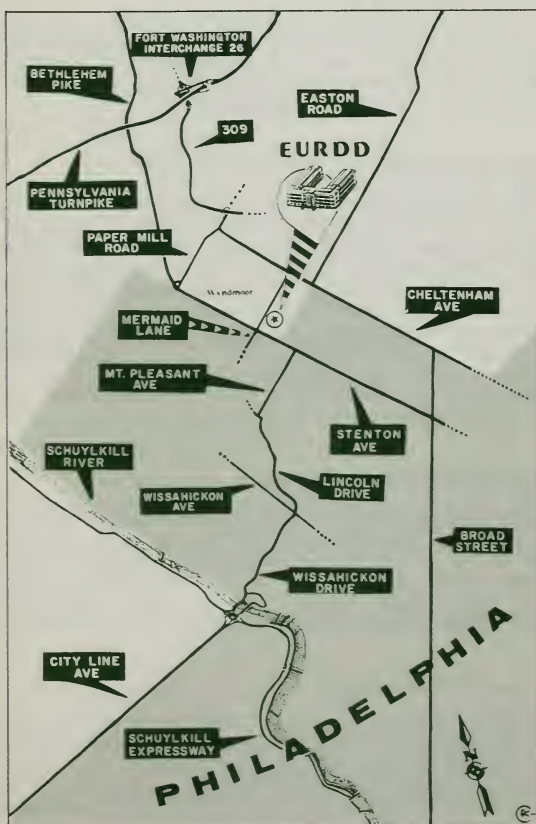 FORT WASHINGTON
INTERCHANGE 26
BETHLEHEM
PIKE
EASTON
ROAD
309
EURDD
PENNSYLVANIA
TURNPIKE
PAPER MILL
ROAD
Wyndmoor
CHELTENHAM
AVE
MERMAID
LANE
MT. PLEASANT
AVE
STENTON
AVE
SCHUYLKILL
RIVER
WISSAHICKON
AVE
LINCOLN
DRIVE
BROAD
STREET
WISSAHICKON
DRIVE
CITY LINE
AVE
PHILADELPHIA
SCHUYLKILL
EXPRESSWAY
N